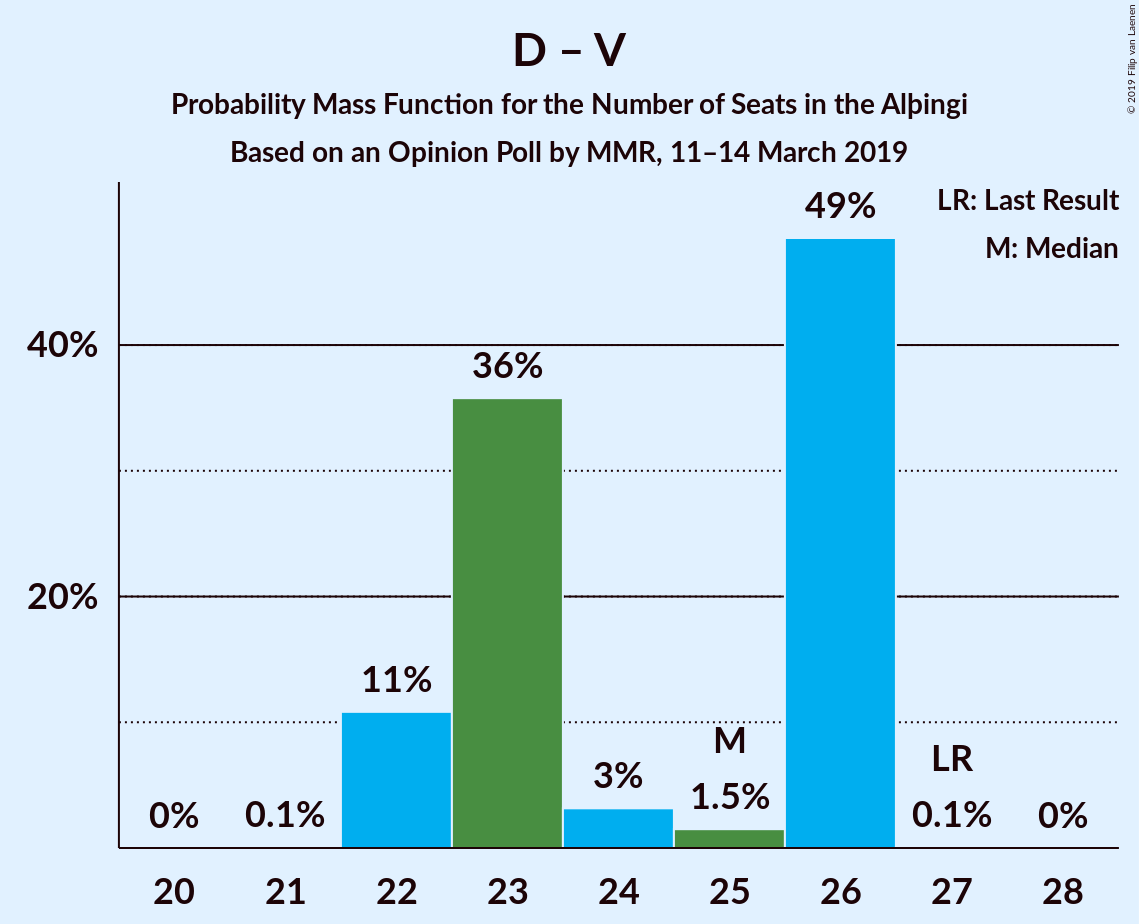 D – V
Probability Mass Function for the Number of Seats in the Alþingi
Based on an Opinion Poll by MMR, 11–14 March 2019
© 2019 Filip van Laenen
LR: Last Result
M: Median
49%
40%
36%
20%
11%
M
LR
3%
1.5%
0%
0.1%
0.1%
0%
20 21 22 23 24 25 26 27 28